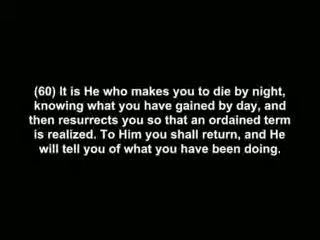 (60) It is He who makes you to die by night,
knowing what you have gained by day, and
then resurrects you so that an ordained term
is realized. To Him you shall return, and He
will tell you of what you have been doing.